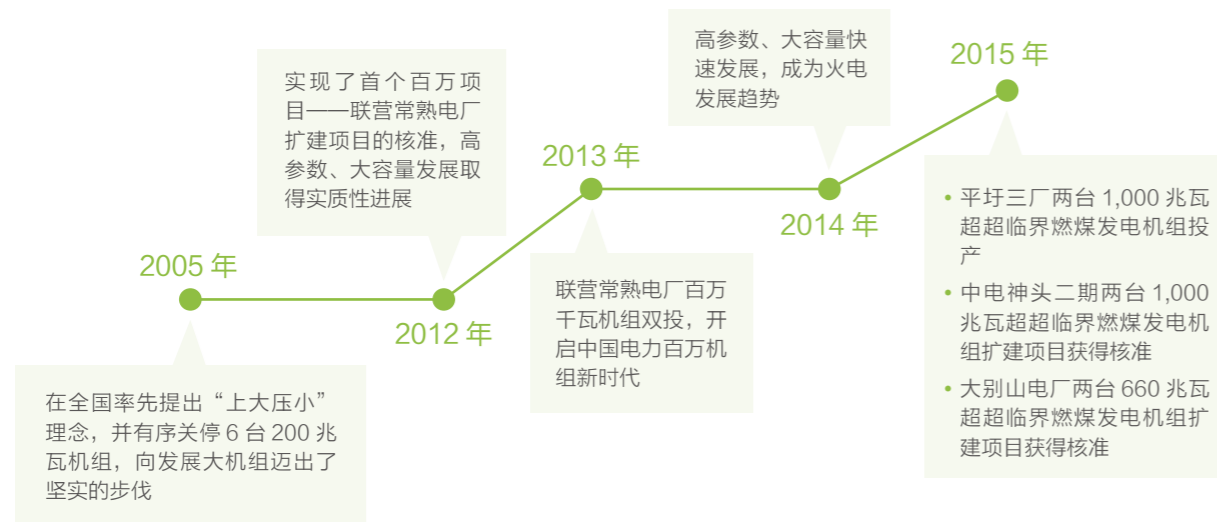 2005 年
在全国率先提出“上大压小”
理念，并有序关停 6 台 200 兆
瓦机组，向发展大机组迈出了
坚实的步伐
实现了首个百万项
目——联营常熟电厂
扩建项目的核准，高
参数、大容量发展取
得实质性进展
2012 年
2013 年
联营常熟电厂百万
千瓦机组双投，开
启中国电力百万机
组新时代
高参数、大容量快
速发展，成为火电
发展趋势
2014 年
2015 年
• 平圩三厂两台 1,000 兆瓦
超超临界燃煤发电机组投
产
• 中电神头二期两台 1,000
兆瓦超超临界燃煤发电机
组扩建项目获得核准
• 大别山电厂两台 660 兆瓦
超超临界燃煤发电机组扩
建项目获得核准